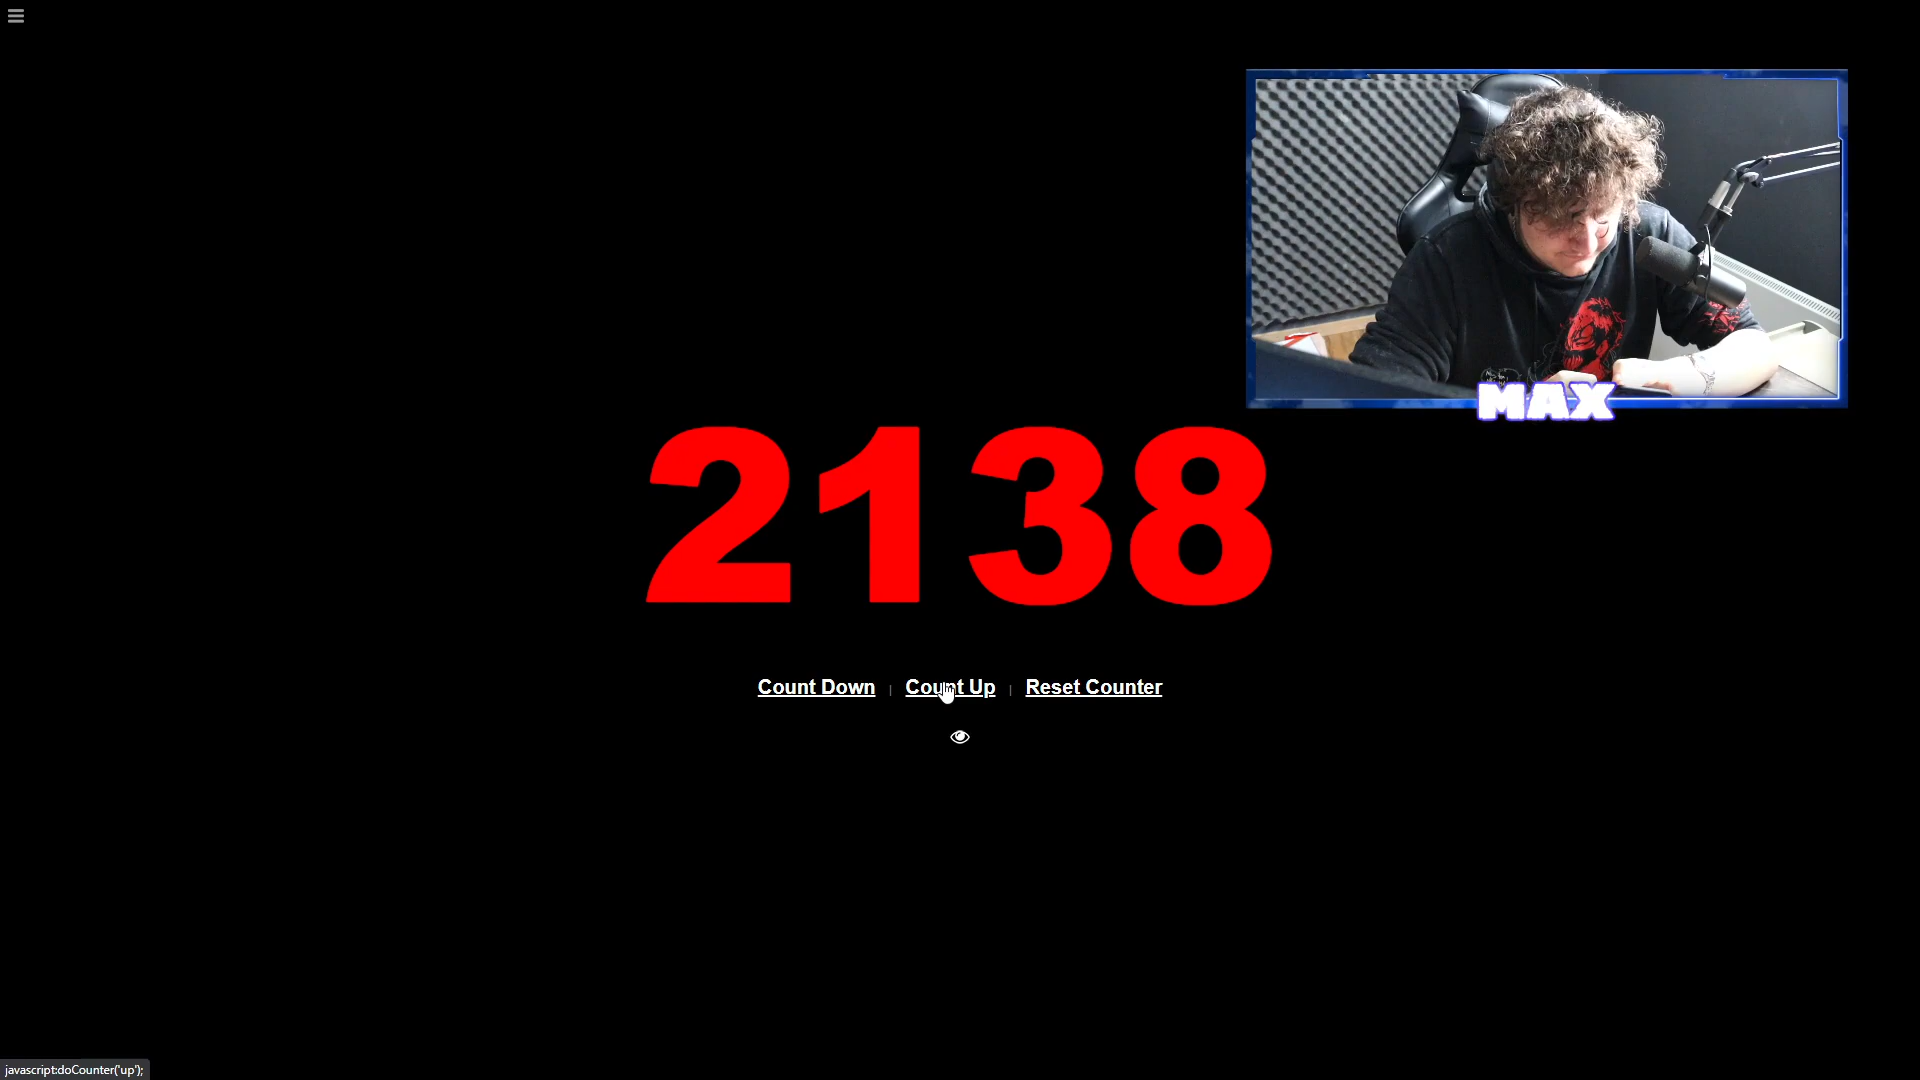 MAX
2138
Count Down | Count Up | Reset Counter
javascript:doCounter('up');